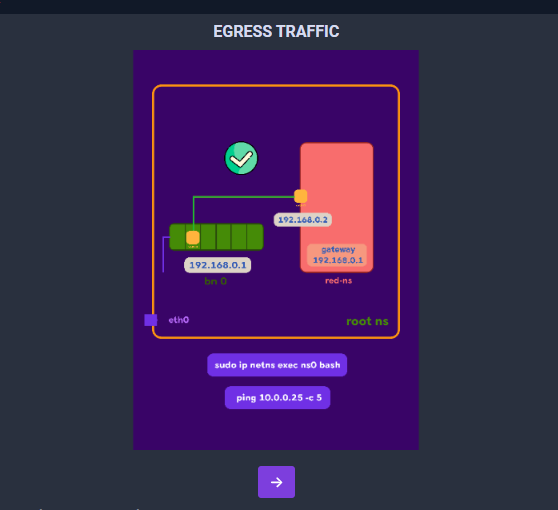 EGRESS TRAFFIC
192.168.0.2
gateway
192.168.0.1
192.168.0.1
bn 0
red-ns
eth0
root ns
sudo ip netns exec ns0 bash
ping 10.0.0.25 -c 5